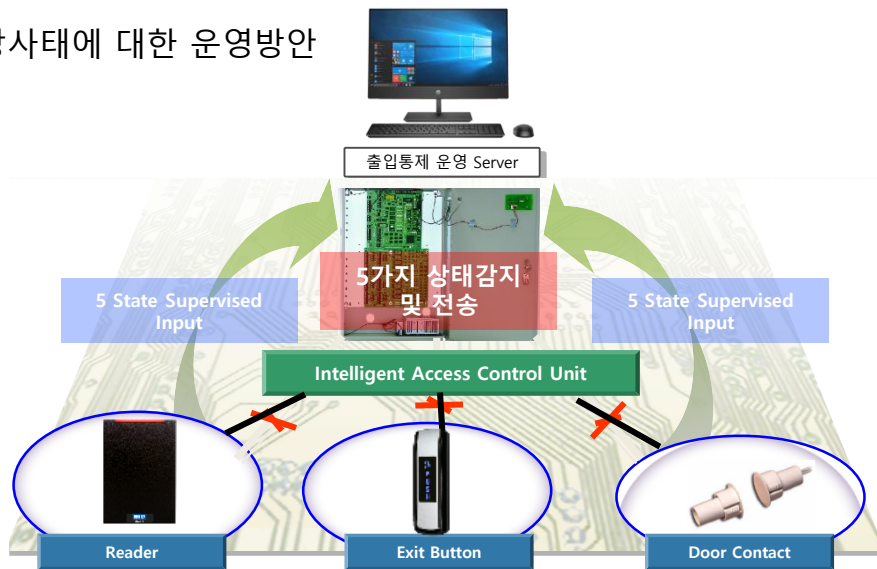 상사태에 대한 운영방안
출입통제 운영 Server
5가지 상태감지
및 전송
5 State Supervised
Input
5 State Supervised
Input
Intelligent Access Control Unit
Reader
Exit Button
Door Contact